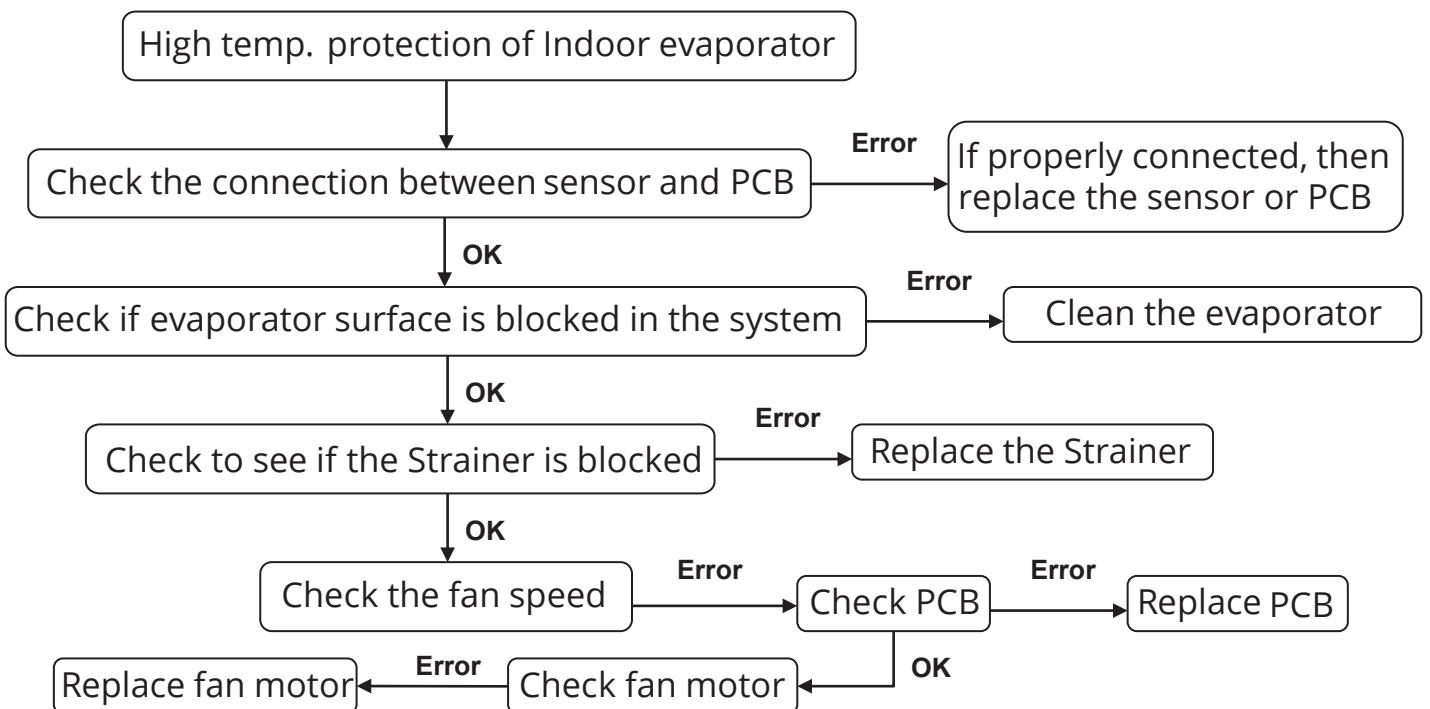 High temp. protection of Indoor evaporator
Error
Check the connection between sensor and PCB
If properly connected, then
replace the sensor or PCB
OK
Error
Check if evaporator surface is blocked in the system
Clean the evaporator
OK
Error
Check to see if the Strainer is blocked
Replace the Strainer
OK
Error
Error
Check the fan speed
Check PCB
Replace PCB
Error
OK
Replace fan motor
Check fan motor